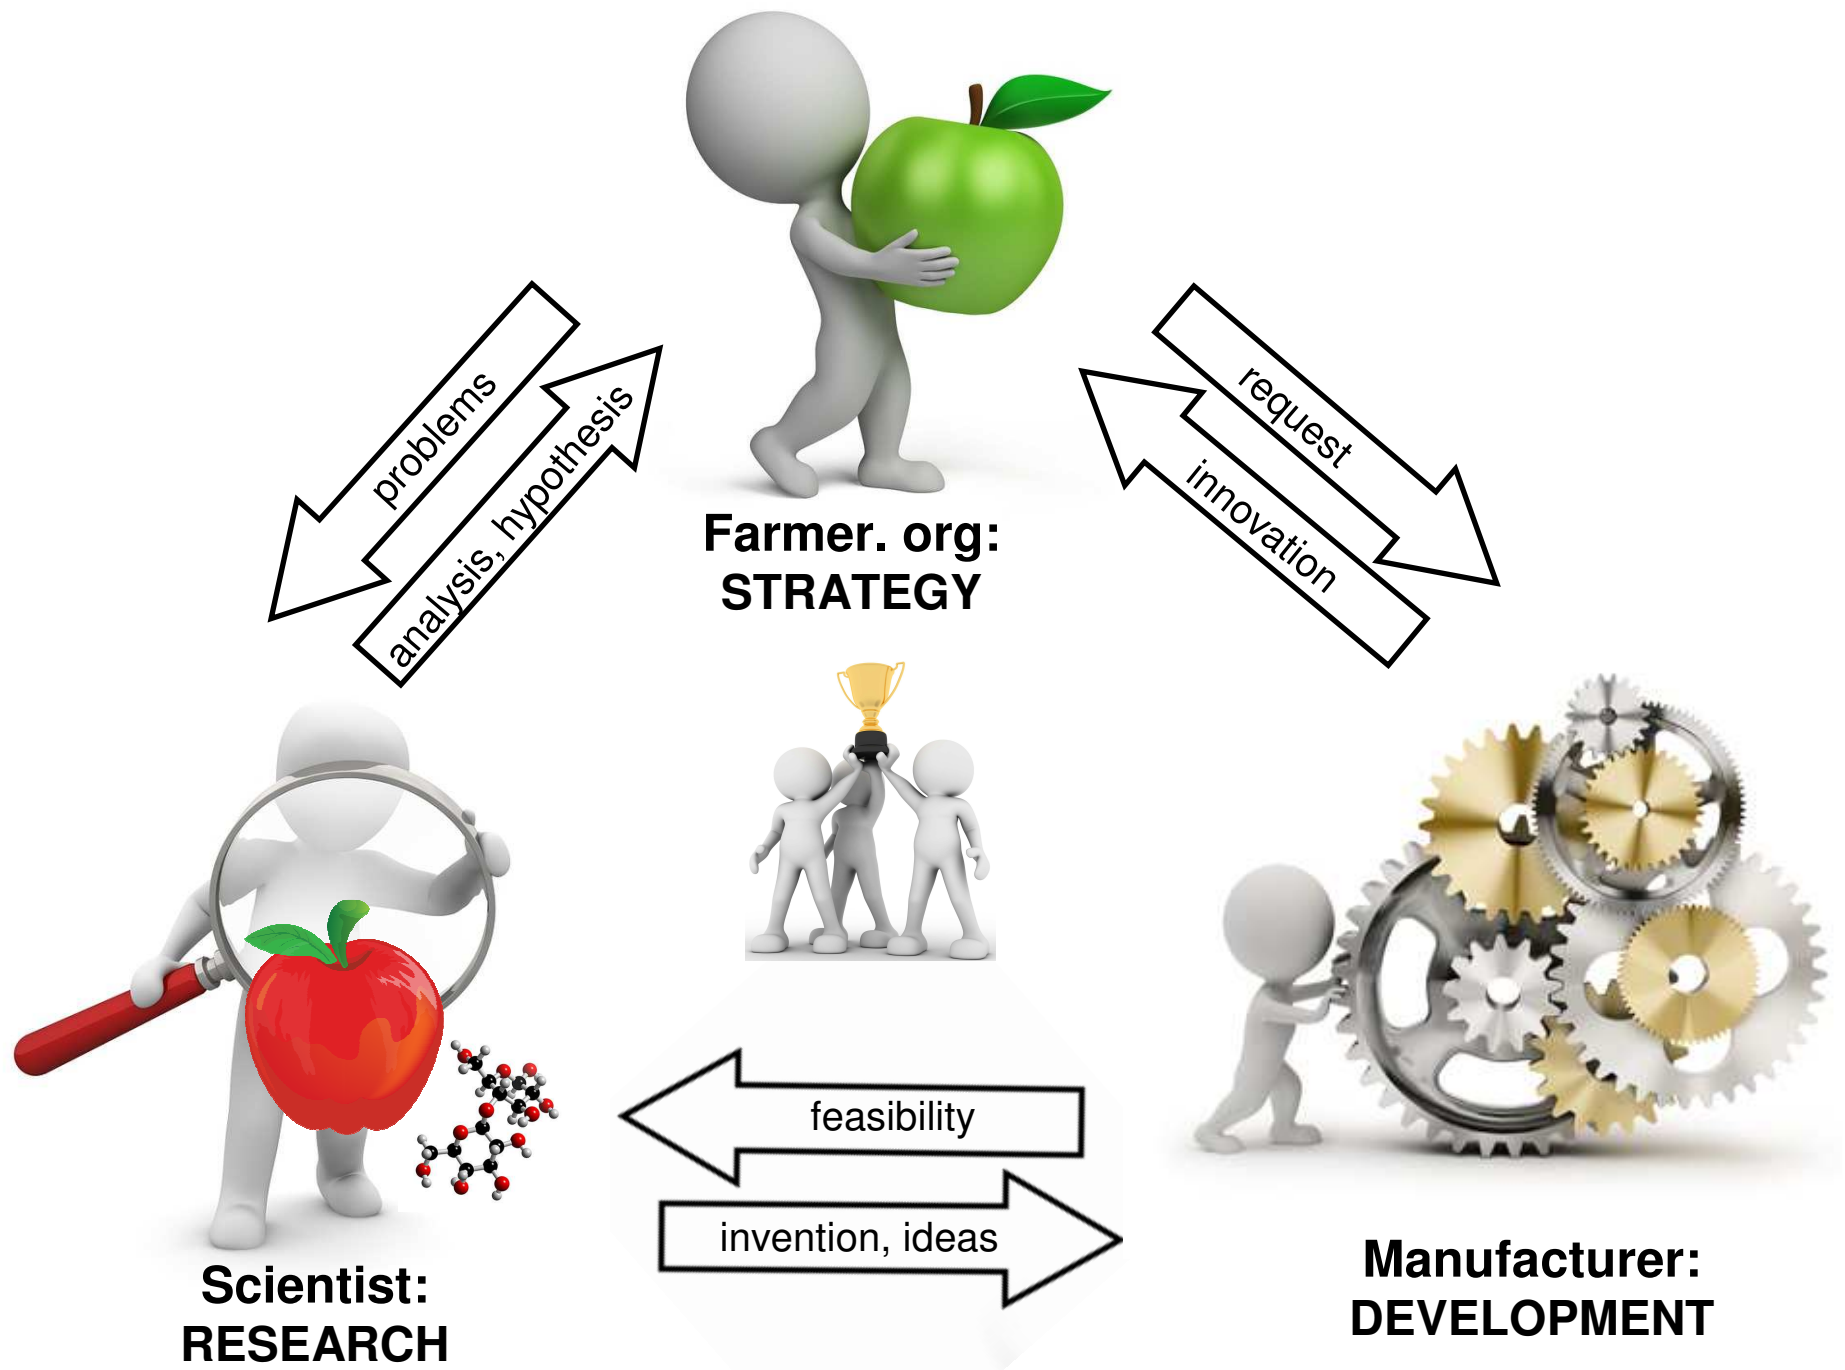 problems
analysis, hypothesis
request
innovation
Farmer. org:
STRATEGY
feasibility
invention, ideas
Scientist:
RESEARCH
Manufacturer:
DEVELOPMENT